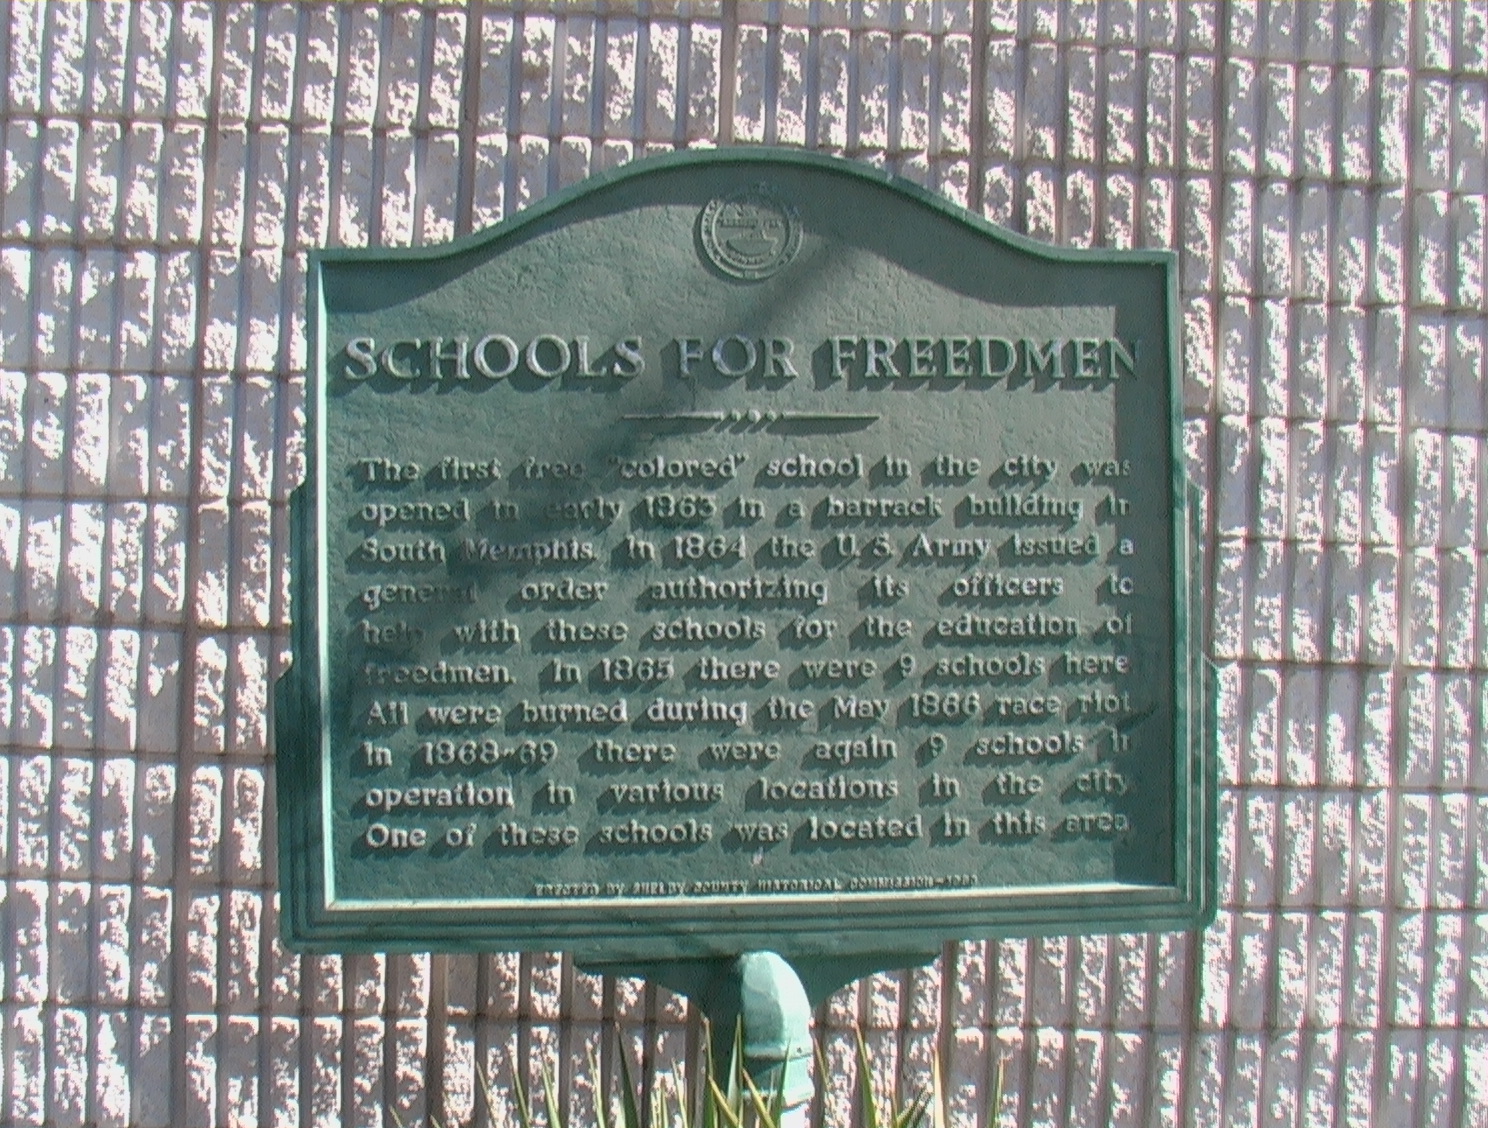 SCHOOLS FOR FREEDMEN
The first free "colored" school in the city was
opened in early 1863 in a barrack building in
South Memphis. In 1864 the U. S. Army issued a
general order authorizing its officers to
help with these schools for the education of
freedmen. In 1865 there were 9 schools here.
All were burned during the May 1866 race riot.
In 1868-69 there were again 9 schools in
operation in various locations in the city.
One of these schools was located in this area.
ERECTED BY SHELBY COUNTY HISTORICAL COMMISSION